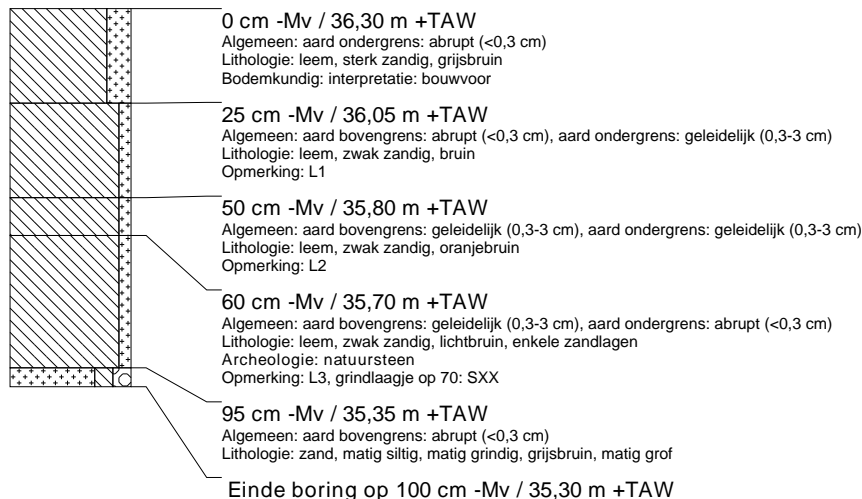 0 cm -Mv / 36,30 m +TAW
Algemeen: aard ondergrens: abrupt (<0,3 cm)
Lithologie: leem, sterk zandig, grijsbruin
Bodemkundig: interpretatie: bouwvoor
25 cm -Mv / 36,05 m +TAW
Algemeen: aard bovengrens: abrupt (<0,3 cm), aard ondergrens: geleidelijk (0,3-3 cm)
Lithologie: leem, zwak zandig, bruin
Opmerking: L1
50 cm -Mv / 35,80 m +TAW
Algemeen: aard bovengrens: geleidelijk (0,3-3 cm), aard ondergrens: geleidelijk (0,3-3 cm)
Lithologie: leem, zwak zandig, oranjebruin
Opmerking: L2
60 cm -Mv / 35,70 m +TAW
Algemeen: aard bovengrens: geleidelijk (0,3-3 cm), aard ondergrens: abrupt (<0,3 cm)
Lithologie: leem, zwak zandig, lichtbruin, enkele zandlagen
Archeologie: natuursteen
Opmerking: L3, grindlaagje op 70: SXX
95 cm -Mv / 35,35 m +TAW
Algemeen: aard bovengrens: abrupt (<0,3 cm)
Lithologie: zand, matig siltig, matig grindig, grijsbruin, matig grof
Einde boring op 100 cm -Mv / 35,30 m +TAW